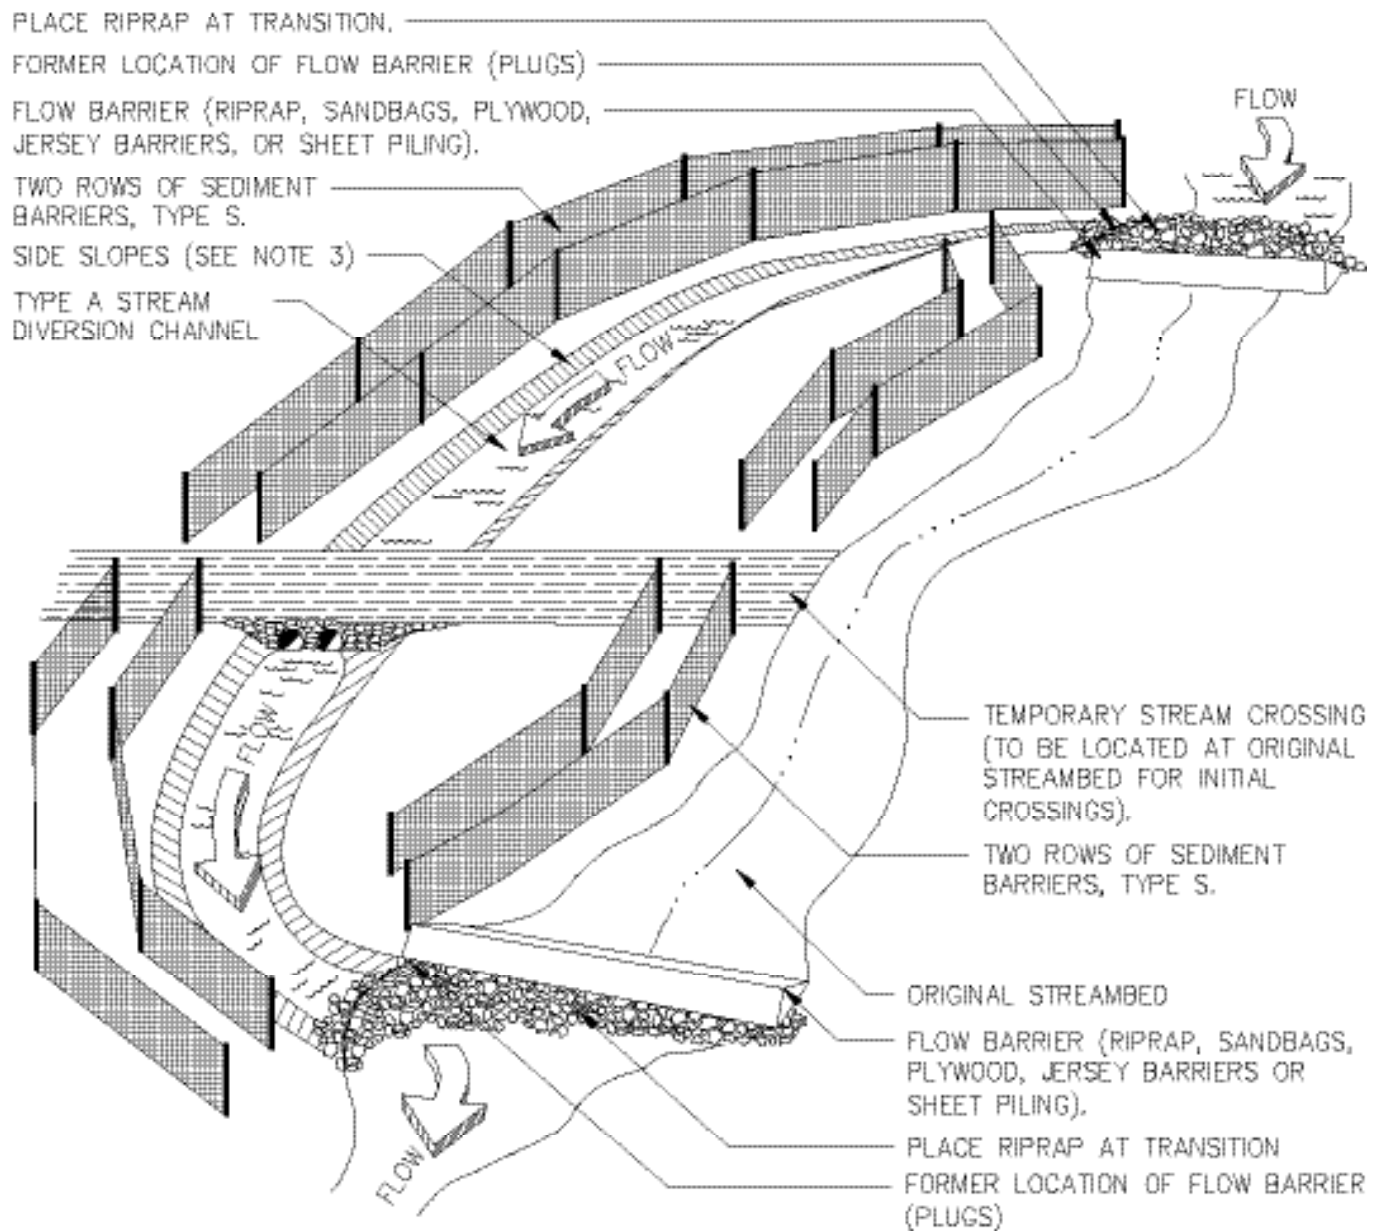 PLACE RIPRAP AT TRANSITION.
FORMER LOCATION OF FLOW BARRIER (PLUGS)
FLOW BARRIER (RIPRAP, SANDBAGS, PLYWOOD,
JERSEY BARRIERS, OR SHEET PILING).
TWO ROWS OF SEDIMENT
BARRIERS, TYPE S.
SIDE SLOPES (SEE NOTE 3)
TYPE A STREAM
DIVERSION CHANNEL
FLOW
FLOW
FLOW
TEMPORARY STREAM CROSSING
(TO BE LOCATED AT ORIGINAL
STREAMBED FOR INITIAL
CROSSINGS).
TWO ROWS OF SEDIMENT
BARRIERS, TYPE S.
ORIGINAL STREAMBED
FLOW BARRIER (RIPRAP, SANDBAGS,
PLYWOOD, JERSEY BARRIERS OR
SHEET PILING).
PLACE RIPRAP AT TRANSITION
FORMER LOCATION OF FLOW BARRIER
(PLUGS)
FLOW